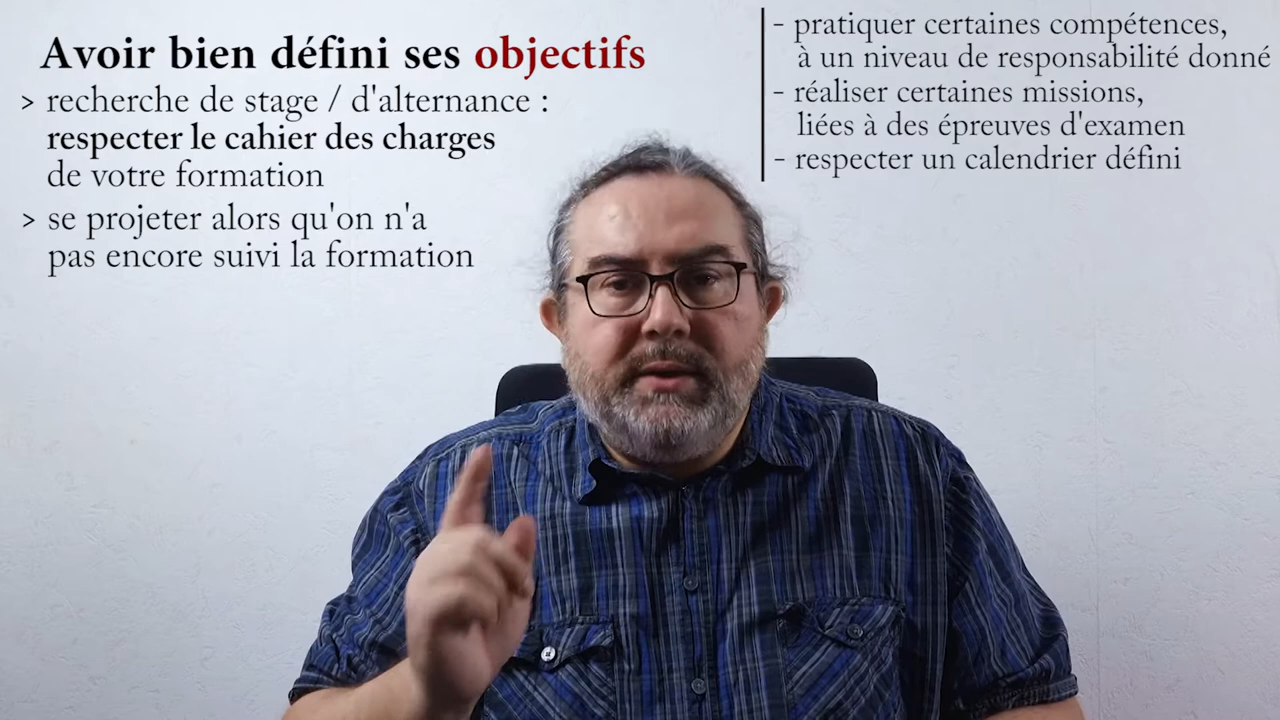 Avoir bien défini ses objectifs
> recherche de stage / d'alternance :
respecter le cahier des charges
de votre formation
> se projeter alors qu'on n'a
pas encore suivi la formation
- pratiquer certaines compétences,
à un niveau de responsabilité donné
- réaliser certaines missions,
liées à des épreuves d'examen
- respecter un calendrier défini